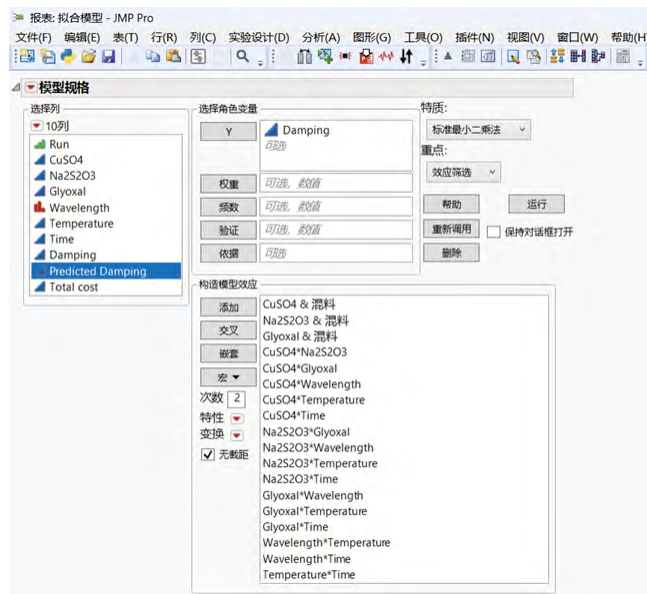 报表: 拟合模型 - JMP Pro
文件(F) 编辑(E) 表(T) 行(R) 列(C) 实验设计(D) 分析(A) 图形(G) 工具(O) 插件(N) 视图(V) 窗口(W) 帮助(H
模型规格
选择列
10列
Run
CuSO4
Na2S2O3
Glyoxal
Wavelength
Temperature
Time
Damping
Predicted Damping
Total cost
选择角色变量
Y
Damping
可选
权重
可选，数值
频数
可选，数值
验证
可选，数值
依据
可选
特质:
标准最小二乘法
重点:
效应筛选
帮助
运行
重新调用
保持对话框打开
删除
构造模型效应
添加
交叉
嵌套
宏
次数 2
特性
变换
无截距
CuSO4 & 混料
Na2S2O3 & 混料
Glyoxal & 混料
CuSO4*Na2S2O3
CuSO4*Glyoxal
CuSO4*Wavelength
CuSO4*Temperature
CuSO4*Time
Na2S2O3*Glyoxal
Na2S2O3*Wavelength
Na2S2O3*Temperature
Na2S2O3*Time
Glyoxal*Wavelength
Glyoxal*Temperature
Glyoxal*Time
Wavelength*Temperature
Wavelength*Time
Temperature*Time